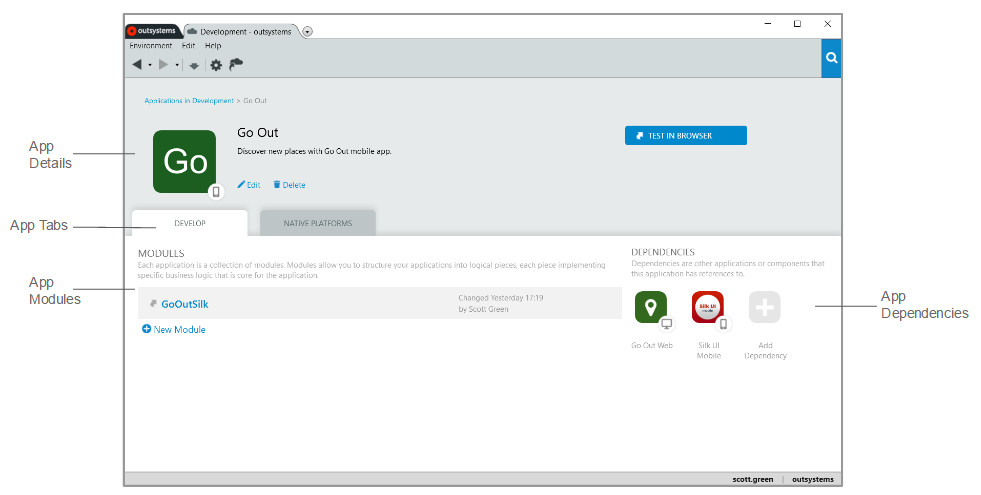 outsystems
Development - outsystems
Environment Edit Help
Applications in Development > Go Out
App
Details
Go
Go Out
Discover new places with Go Out mobile app.
Edit
Delete
TEST IN BROWSER
App Tabs
DEVELOP
NATIVE PLATFORMS
MODULES
Each application is a collection of modules. Modules allow you to structure your applications into logical pieces, each piece implementing
specific business logic that is core for the application.
App
Modules
GoOutSilk
Changed Yesterday 17:19
by Scott Green
New Module
DEPENDENCIES
Dependencies are other applications or components that
this application has references to.
Silk UI
mobile
Go Out Web
Silk UI
Mobile
Add
Dependency
App
Dependencies
scott.green | outsystems